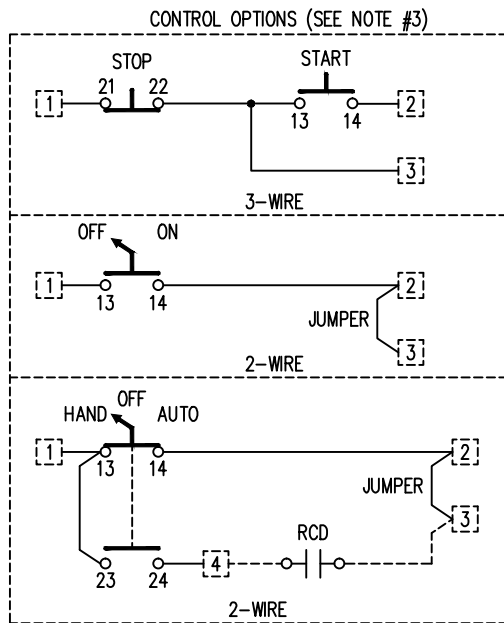 CONTROL OPTIONS (SEE NOTE #3)
STOP
START
21 22
1
2
13 14
3
3-WIRE
OFF ON
1
2
13 14
JUMPER
3
2-WIRE
OFF
HAND AUTO
1
2
13 14
JUMPER
3
RCD
4
23 24
2-WIRE